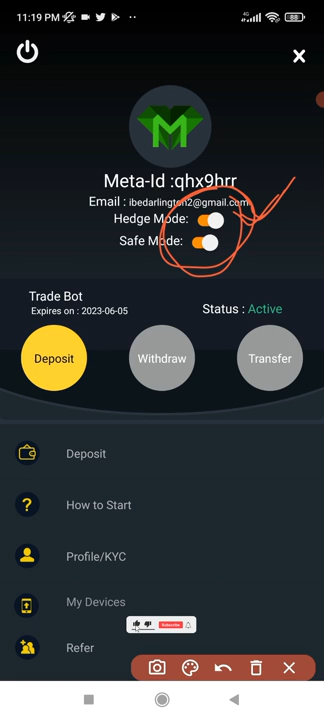 11:19 PM
4G
88
M
Meta-Id :qhx9hrr
Email : ibedarlington2@gmail.com
Hedge Mode:
Safe Mode:
Trade Bot
Expires on : 2023-06-05
Status : Active
Deposit
Withdraw
Transfer
Deposit
? How to Start
Profile/KYC
My Devices
Subscribe
Refer